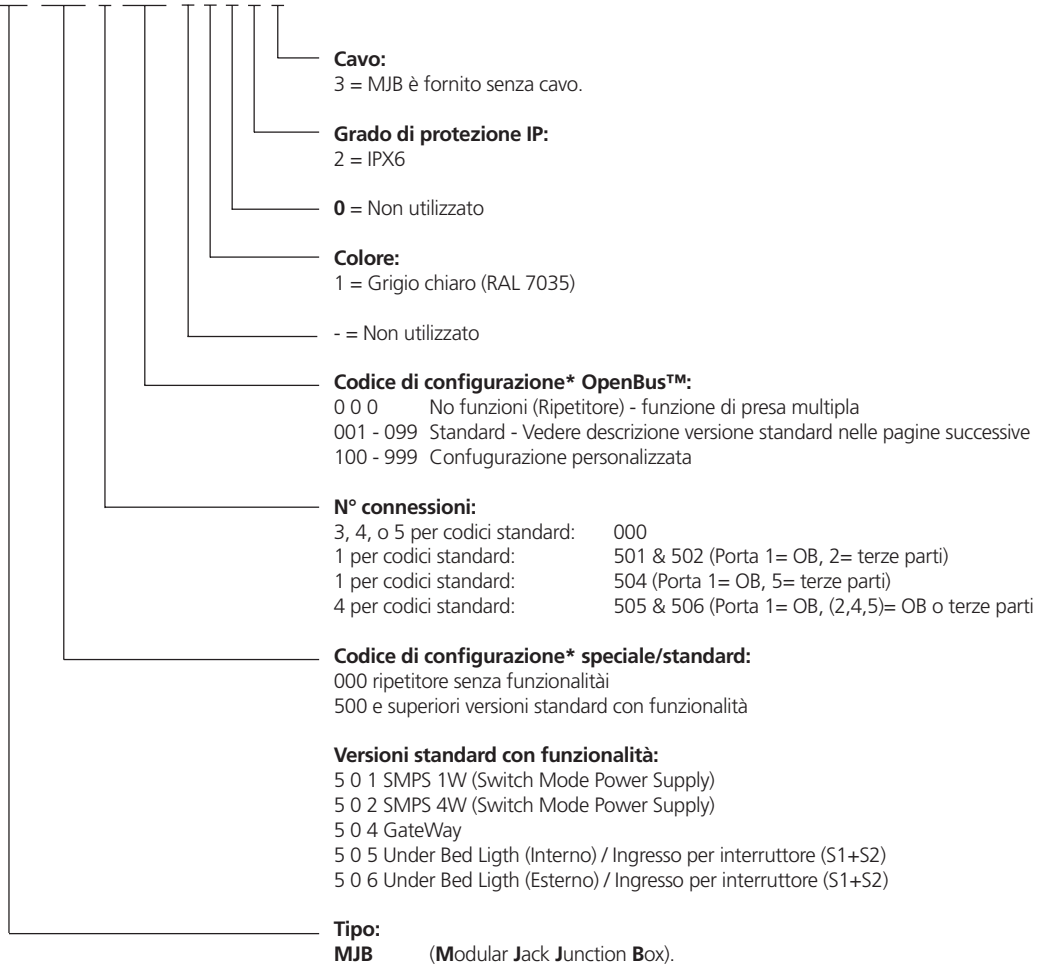 Cavo:
3 = MJB è fornito senza cavo.
Grado di protezione IP:
2 = IPX6
0 = Non utilizzato
Colore:
1 = Grigio chiaro (RAL 7035)
- = Non utilizzato
Codice di configurazione* OpenBus™:
0 0 0 No funzioni (Ripetitore) - funzione di presa multipla
001 - 099 Standard - Vedere descrizione versione standard nelle pagine successive
100 - 999 Confugurazione personalizzata
N° connessioni:
3, 4, o 5 per codici standard: 000
1 per codici standard: 501 & 502 (Porta 1= OB, 2= terze parti)
1 per codici standard: 504 (Porta 1= OB, 5= terze parti)
4 per codici standard: 505 & 506 (Porta 1= OB, (2,4,5)= OB o terze parti
Codice di configurazione* speciale/standard:
000 ripetitore senza funzionalitài
500 e superiori versioni standard con funzionalità
Versioni standard con funzionalità:
5 0 1 SMPS 1W (Switch Mode Power Supply)
5 0 2 SMPS 4W (Switch Mode Power Supply)
5 0 4 GateWay
5 0 5 Under Bed Ligth (Interno) / Ingresso per interruttore (S1+S2)
5 0 6 Under Bed Ligth (Esterno) / Ingresso per interruttore (S1+S2)
Tipo:
MJB (Modular Jack Junction Box).